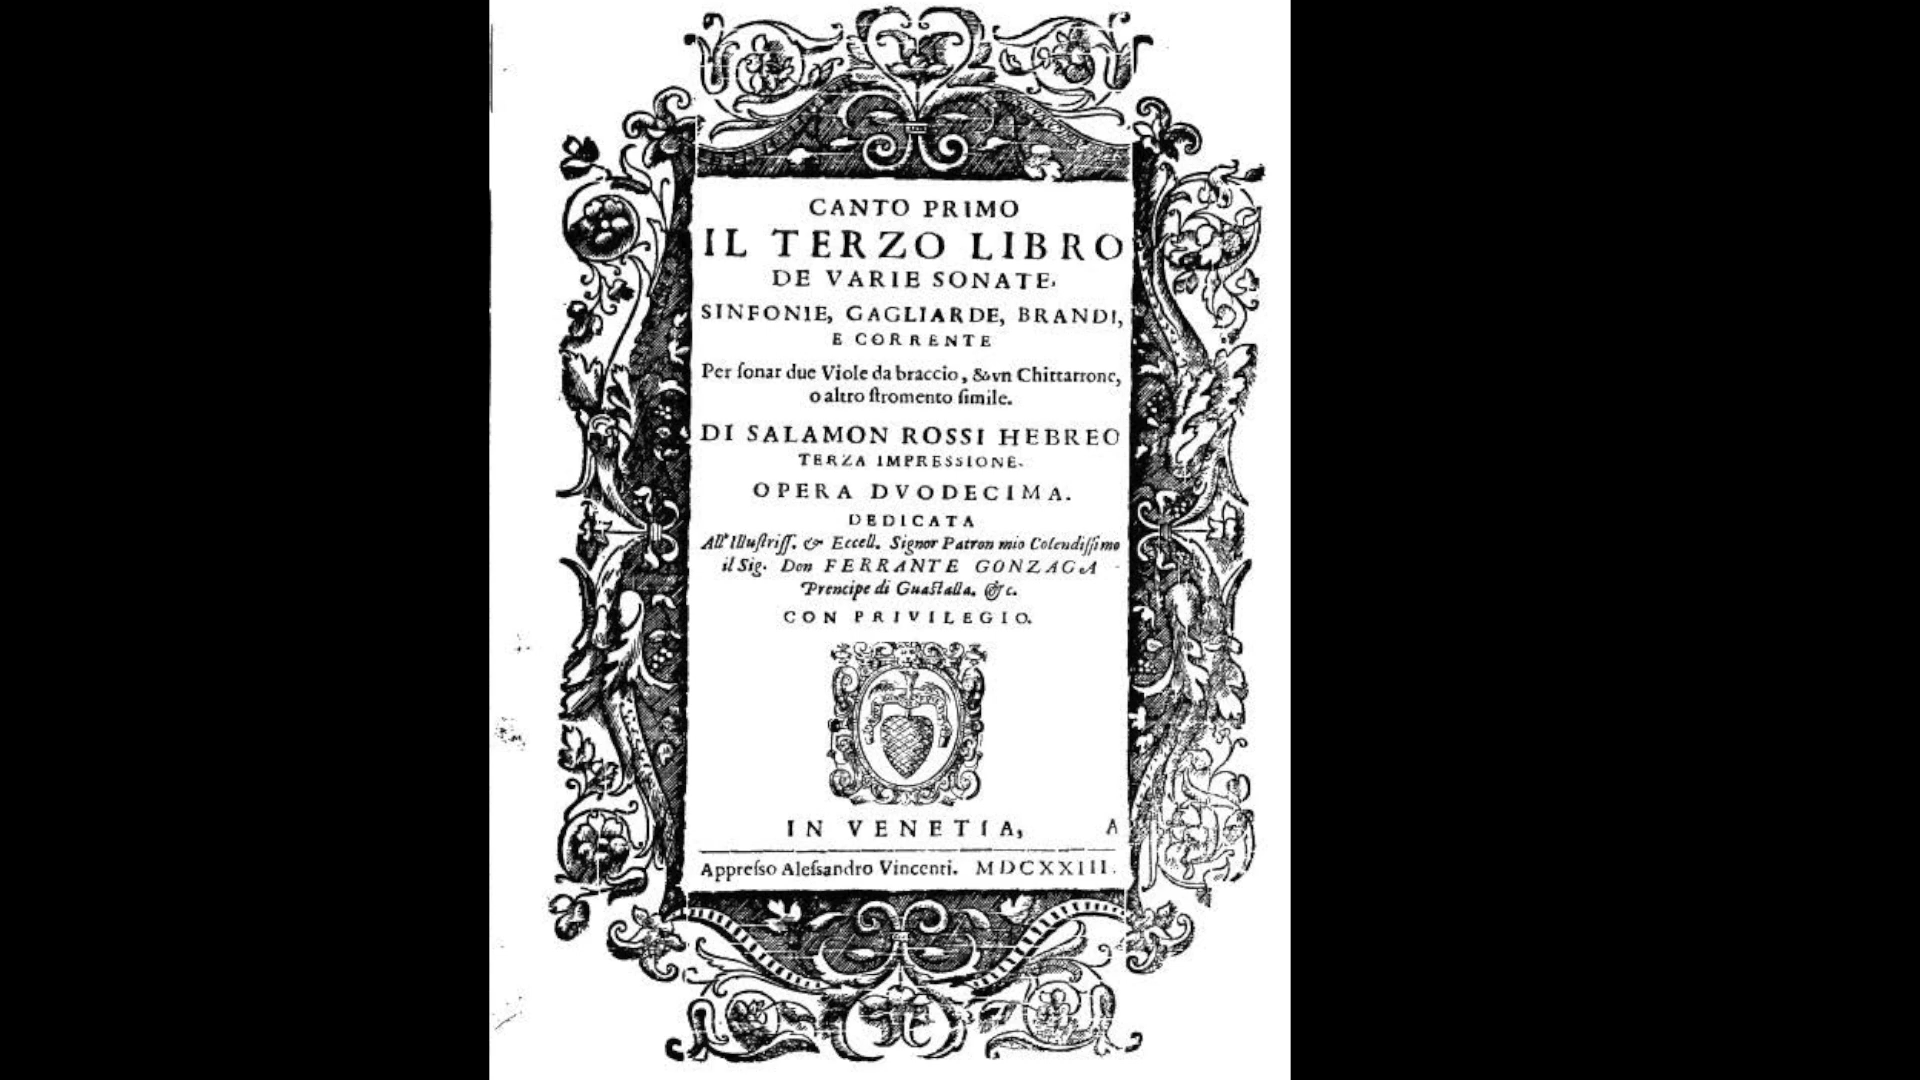 CANTO PRIMO
IL TERZO LIBRO
DE VARIE SONATE,
SINFONIE, GAGLIARDE, BRANDI,
E CORRENTE
Per ſonar due Viole da braccio, & vn Chittarrone,
o altro ſtromento ſimile.
DI SALAMON ROSSI HEBREO
TERZA IMPRESSIONE.
OPERA DVODECIMA.
DEDICATA
All' Illuſtriſſ. & Eccell. Signor Patron mio Colendiſſimo
il Sig. Don FERRANTE GONZAGA
Prencipe di Guaſtalla. &c.
CON PRIVILEGIO.
IN VENETIA, A
Appreſſo Aleſsandro Vincenti. MDCXXIII.